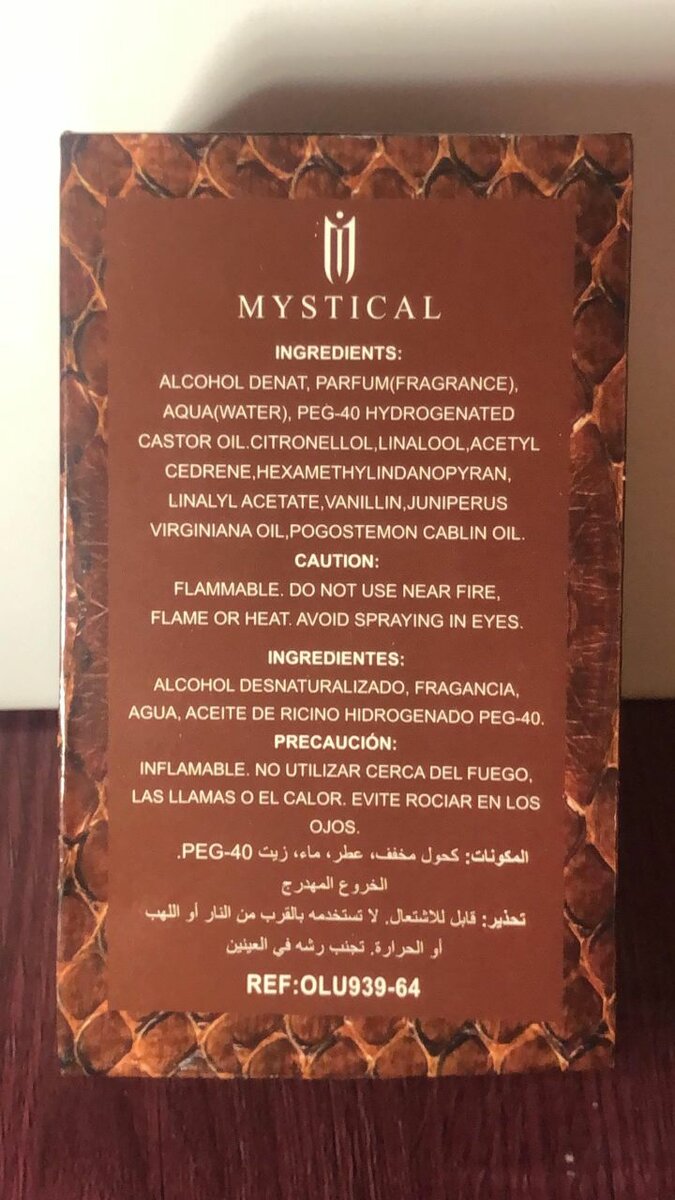 MYSTICAL
INGREDIENTS:
ALCOHOL DENAT, PARFUM(FRAGRANCE),
AQUA(WATER), PEG-40 HYDROGENATED
CASTOR OIL.CITRONELLOL,LINALOOL,ACETYL
CEDRENE,HEXAMETHYLINDANOPYRAN,
LINALYL ACETATE,VANILLIN,JUNIPERUS
VIRGINIANA OIL,POGOSTEMON CABLIN OIL.
CAUTION:
FLAMMABLE. DO NOT USE NEAR FIRE,
FLAME OR HEAT. AVOID SPRAYING IN EYES.
INGREDIENTES:
ALCOHOL DESNATURALIZADO, FRAGANCIA,
AGUA, ACEITE DE RICINO HIDROGENADO PEG-40.
PRECAUCIÓN:
INFLAMABLE. NO UTILIZAR CERCA DEL FUEGO,
LAS LLAMAS O EL CALOR. EVITE ROCIAR EN LOS
OJOS.
المكونات: كحول مخفف، عطر، ماء، زيت PEG-40.
الخروع المهدرج
تحذير: قابل للاشتعال. لا تستخدمه بالقرب من النار أو اللهب
أو الحرارة. تجنب رشه في العينين
REF:OLU939-64